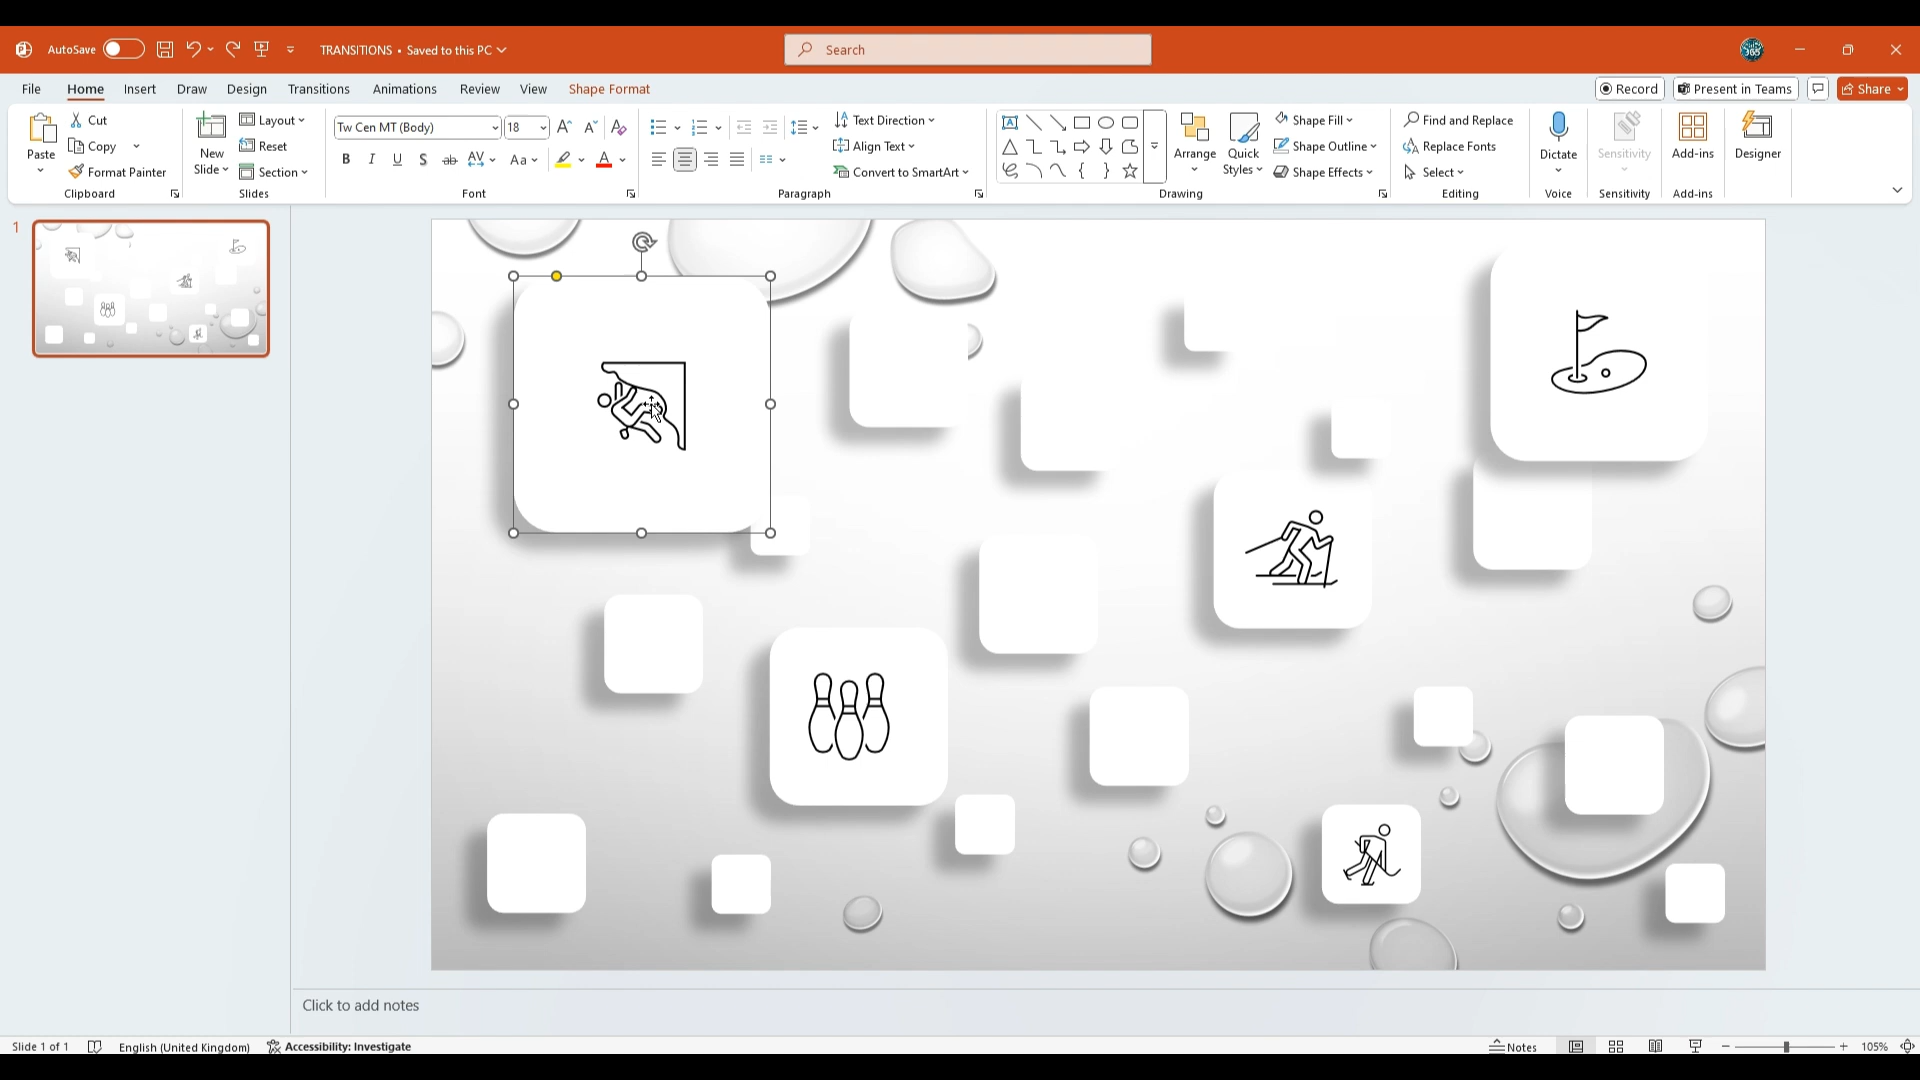 AutoSave
TRANSITIONS • Saved to this PC
Search
File Home Insert Draw Design Transitions Animations Review View Shape Format
Record Present in Teams Share
Paste
Cut
Copy
Format Painter
Clipboard
New Slide
Layout
Reset
Section
Slides
Tw Cen MT (Body) 18
B I U S ab AV Aa A
Font
Text Direction
Align Text
Convert to SmartArt
Paragraph
Arrange
Quick Styles
Shape Fill
Shape Outline
Shape Effects
Drawing
Find and Replace
Replace Fonts
Select
Editing
Dictate
Voice
Sensitivity
Sensitivity
Add-ins
Add-ins
Designer
1
Click to add notes
Slide 1 of 1 English (United Kingdom) Accessibility: Investigate Notes 105%